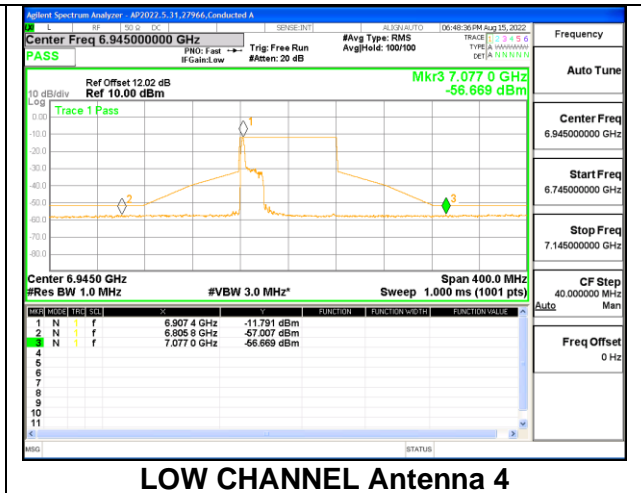 Agilent Spectrum Analyzer - AP2022.5.31,27966,Conducted A
L RF 50 Ω DC SENSE:INT ALIGN AUTO 06:48:36 PM Aug 15, 2022
Center Freq 6.945000000 GHz
PASS
PNO: Fast
IFGain:Low
Trig: Free Run
#Atten: 20 dB
#Avg Type: RMS
Avg|Hold: 100/100
TRACE 1 2 3 4 5 6
TYPE A WWWWW
DET A N N N N N
Frequency
Auto Tune
Center Freq
6.945000000 GHz
Start Freq
6.745000000 GHz
Stop Freq
7.145000000 GHz
CF Step
40.000000 MHz
Auto Man
Freq Offset
0 Hz
Ref Offset 12.02 dB
10 dB/div Ref 10.00 dBm
Mkr3 7.077 0 GHz
-56.669 dBm
Log
Trace 1 Pass
0.00
-10.0
-20.0
-30.0
-40.0
-50.0
-60.0
-70.0
-80.0
1
2
3
Center 6.9450 GHz Span 400.0 MHz
#Res BW 1.0 MHz #VBW 3.0 MHz* Sweep 1.000 ms (1001 pts)
MKR MODE TRC SCL X Y FUNCTION FUNCTION WIDTH FUNCTION VALUE
1 N 1 f 6.907 4 GHz -11.791 dBm
2 N 1 f 6.805 8 GHz -57.007 dBm
3 N 1 f 7.077 0 GHz -56.669 dBm
4
5
6
7
8
9
10
11
MSG STATUS
LOW CHANNEL Antenna 4